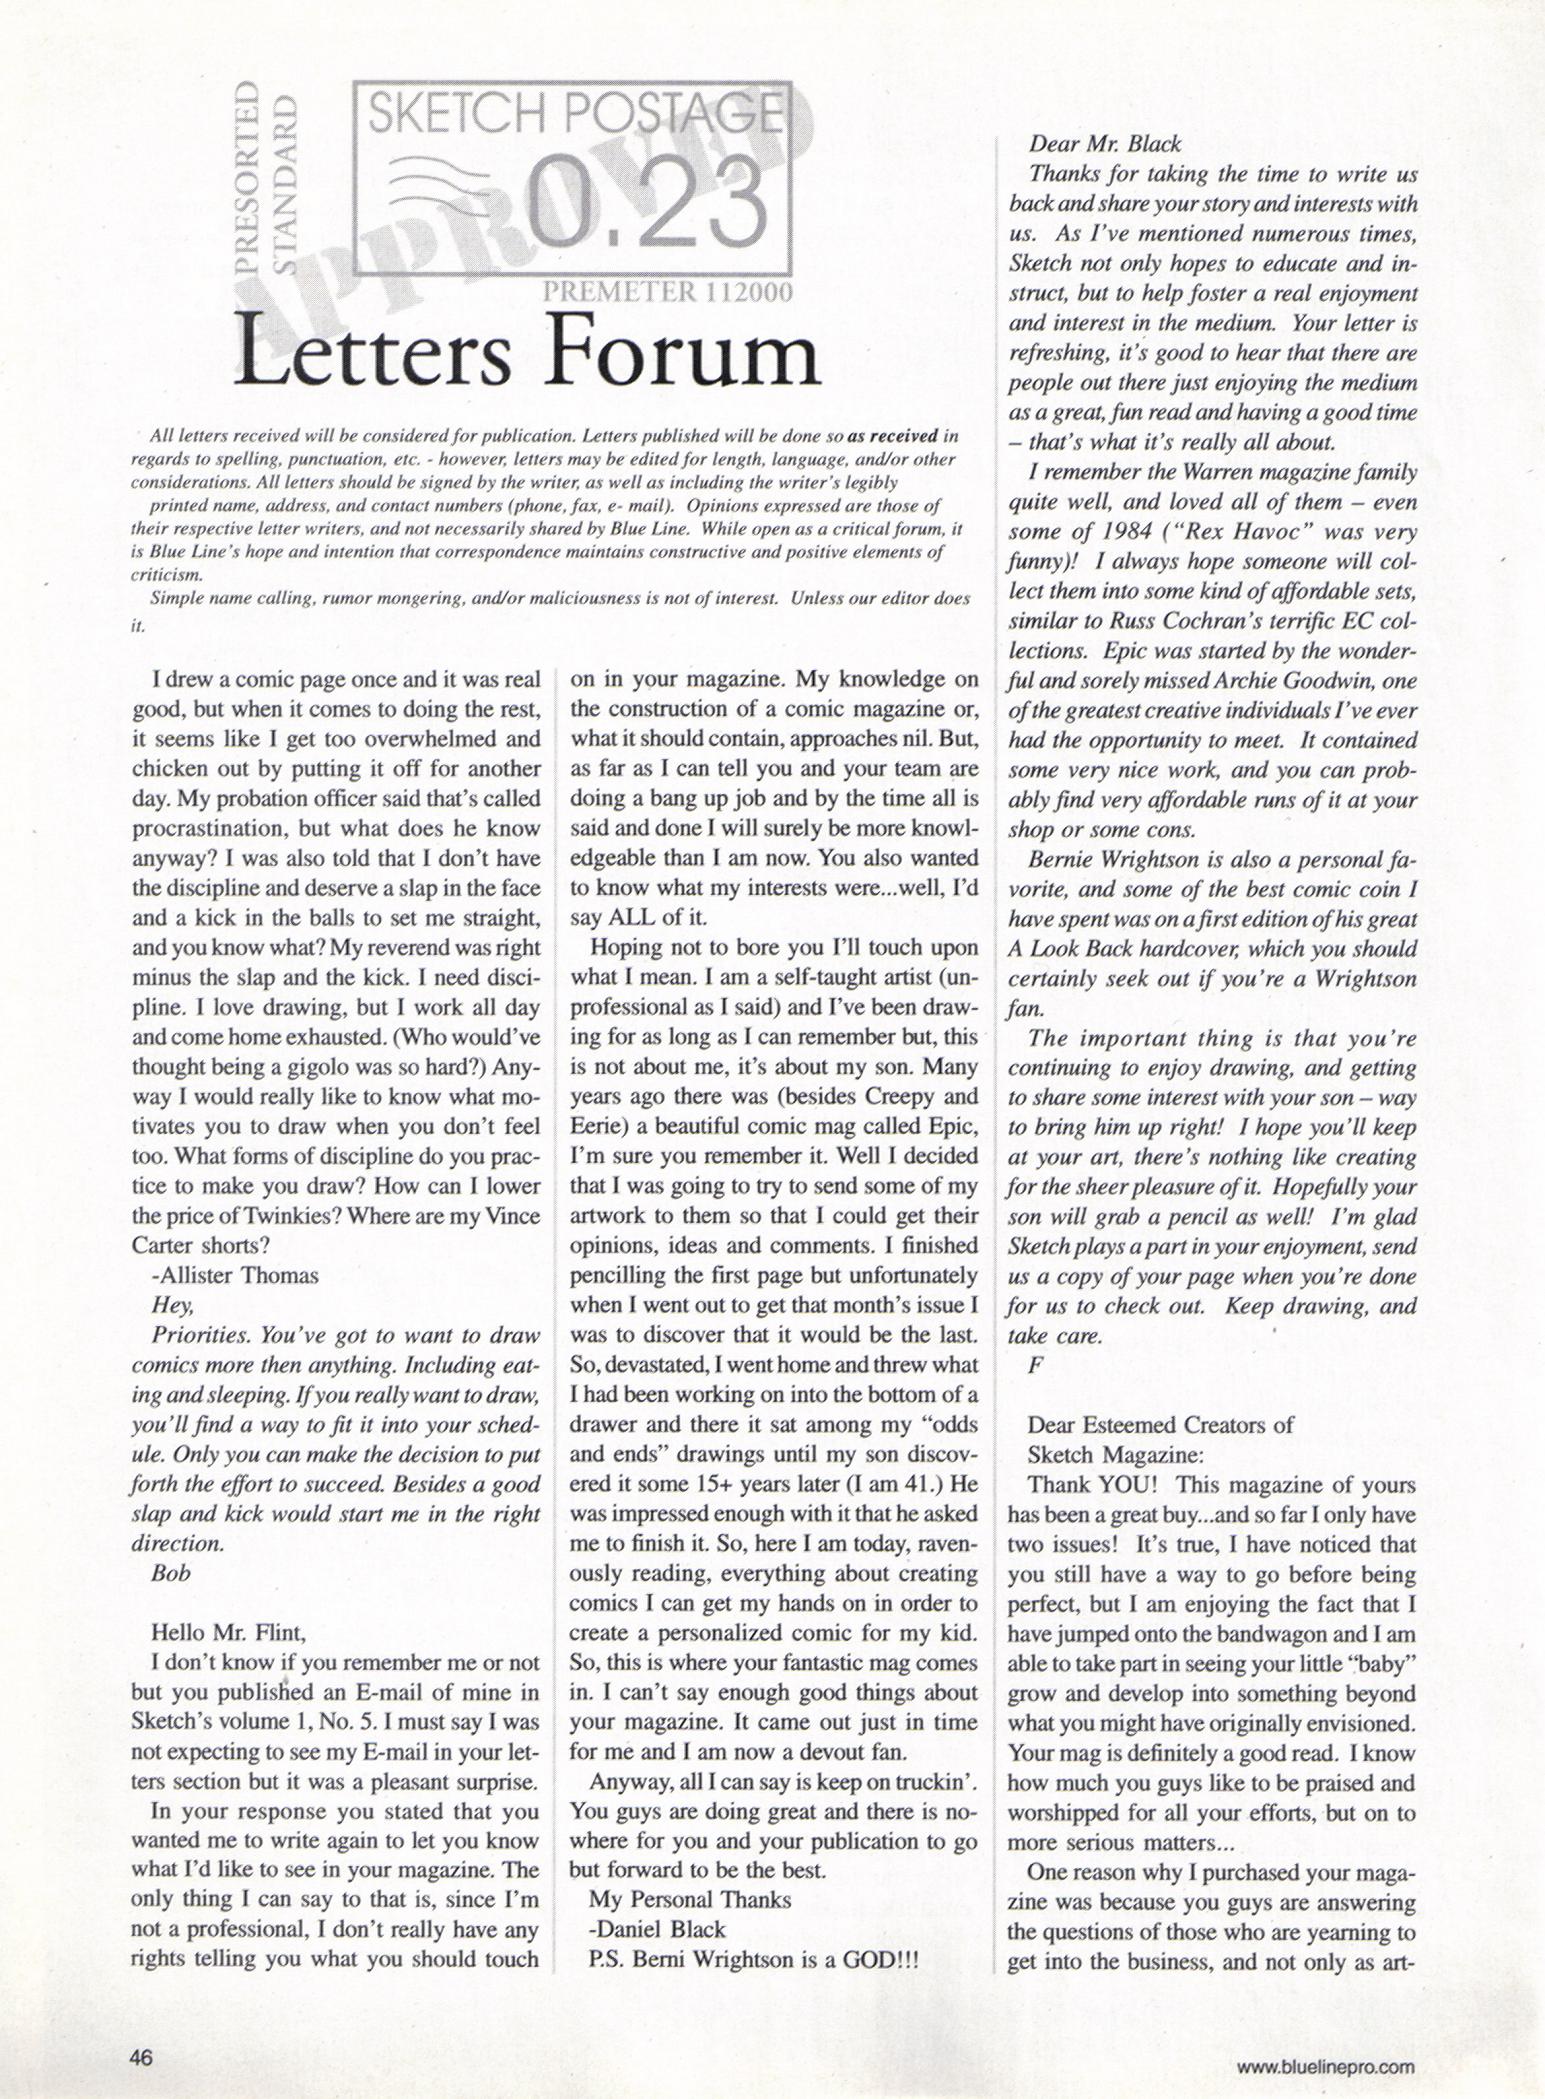 PRESORTED
STANDARD
SKETCH POSTAGE
0.23
APPROVED
PREMETER 112000
Letters Forum
All letters received will be considered for publication. Letters published will be done so as received in
regards to spelling, punctuation, etc. - however, letters may be edited for length, language, and/or other
considerations. All letters should be signed by the writer, as well as including the writer's legibly
printed name, address, and contact numbers (phone, fax, e- mail). Opinions expressed are those of
their respective letter writers, and not necessarily shared by Blue Line. While open as a critical forum, it
is Blue Line's hope and intention that correspondence maintains constructive and positive elements of
criticism.
Simple name calling, rumor mongering, and/or maliciousness is not of interest. Unless our editor does
it.
I drew a comic page once and it was real
good, but when it comes to doing the rest,
it seems like I get too overwhelmed and
chicken out by putting it off for another
day. My probation officer said that's called
procrastination, but what does he know
anyway? I was also told that I don't have
the discipline and deserve a slap in the face
and a kick in the balls to set me straight,
and you know what? My reverend was right
minus the slap and the kick. I need disci-
pline. I love drawing, but I work all day
and come home exhausted. (Who would've
thought being a gigolo was so hard?) Any-
way I would really like to know what mo-
tivates you to draw when you don't feel
too. What forms of discipline do you prac-
tice to make you draw? How can I lower
the price of Twinkies? Where are my Vince
Carter shorts?
-Allister Thomas
Hey,
Priorities. You've got to want to draw
comics more then anything. Including eat-
ing and sleeping. If you really want to draw,
you'll find a way to fit it into your sched-
ule. Only you can make the decision to put
forth the effort to succeed. Besides a good
slap and kick would start me in the right
direction.
Bob
Hello Mr. Flint,
I don't know if you remember me or not
but you published an E-mail of mine in
Sketch's volume 1, No. 5. I must say I was
not expecting to see my E-mail in your let-
ters section but it was a pleasant surprise.
In your response you stated that you
wanted me to write again to let you know
what I'd like to see in your magazine. The
only thing I can say to that is, since I'm
not a professional, I don't really have any
rights telling you what you should touch
on in your magazine. My knowledge on
the construction of a comic magazine or,
what it should contain, approaches nil. But,
as far as I can tell you and your team are
doing a bang up job and by the time all is
said and done I will surely be more knowl-
edgeable than I am now. You also wanted
to know what my interests were...well, I'd
say ALL of it.
Hoping not to bore you I'll touch upon
what I mean. I am a self-taught artist (un-
professional as I said) and I've been draw-
ing for as long as I can remember but, this
is not about me, it's about my son. Many
years ago there was (besides Creepy and
Eerie) a beautiful comic mag called Epic,
I'm sure you remember it. Well I decided
that I was going to try to send some of my
artwork to them so that I could get their
opinions, ideas and comments. I finished
pencilling the first page but unfortunately
when I went out to get that month's issue I
was to discover that it would be the last.
So, devastated, I went home and threw what
I had been working on into the bottom of a
drawer and there it sat among my "odds
and ends" drawings until my son discov-
ered it some 15+ years later (I am 41.) He
was impressed enough with it that he asked
me to finish it. So, here I am today, raven-
ously reading, everything about creating
comics I can get my hands on in order to
create a personalized comic for my kid.
So, this is where your fantastic mag comes
in. I can't say enough good things about
your magazine. It came out just in time
for me and I am now a devout fan.
Anyway, all I can say is keep on truckin'.
You guys are doing great and there is no-
where for you and your publication to go
but forward to be the best.
My Personal Thanks
-Daniel Black
P.S. Berni Wrightson is a GOD!!!
Dear Mr. Black
Thanks for taking the time to write us
back and share your story and interests with
us. As I've mentioned numerous times,
Sketch not only hopes to educate and in-
struct, but to help foster a real enjoyment
and interest in the medium. Your letter is
refreshing, it's good to hear that there are
people out there just enjoying the medium
as a great, fun read and having a good time
– that's what it's really all about.
I remember the Warren magazine family
quite well, and loved all of them – even
some of 1984 ("Rex Havoc" was very
funny)! I always hope someone will col-
lect them into some kind of affordable sets,
similar to Russ Cochran's terrific EC col-
lections. Epic was started by the wonder-
ful and sorely missed Archie Goodwin, one
of the greatest creative individuals I've ever
had the opportunity to meet. It contained
some very nice work, and you can prob-
ably find very affordable runs of it at your
shop or some cons.
Bernie Wrightson is also a personal fa-
vorite, and some of the best comic coin I
have spent was on a first edition of his great
A Look Back hardcover, which you should
certainly seek out if you're a Wrightson
fan.
The important thing is that you're
continuing to enjoy drawing, and getting
to share some interest with your son – way
to bring him up right! I hope you'll keep
at your art, there's nothing like creating
for the sheer pleasure of it. Hopefully your
son will grab a pencil as well! I'm glad
Sketch plays a part in your enjoyment, send
us a copy of your page when you're done
for us to check out. Keep drawing, and
take care.
F
Dear Esteemed Creators of
Sketch Magazine:
Thank YOU! This magazine of yours
has been a great buy...and so far I only have
two issues! It's true, I have noticed that
you still have a way to go before being
perfect, but I am enjoying the fact that I
have jumped onto the bandwagon and I am
able to take part in seeing your little "baby"
grow and develop into something beyond
what you might have originally envisioned.
Your mag is definitely a good read. I know
how much you guys like to be praised and
worshipped for all your efforts, but on to
more serious matters...
One reason why I purchased your maga-
zine was because you guys are answering
the questions of those who are yearning to
get into the business, and not only as art-
46
www.bluelinepro.com